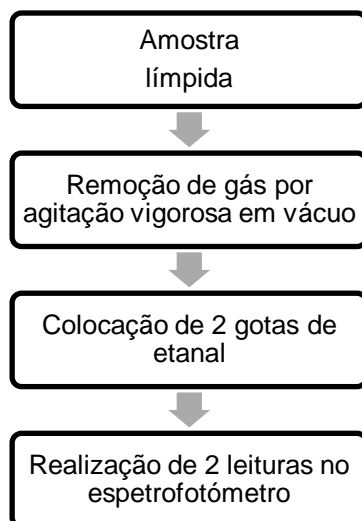 Amostra
límpida
Remoção de gás por
agitação vigorosa em vácuo
Colocação de 2 gotas de
etanal
Realização de 2 leituras no
espetrofotómetro